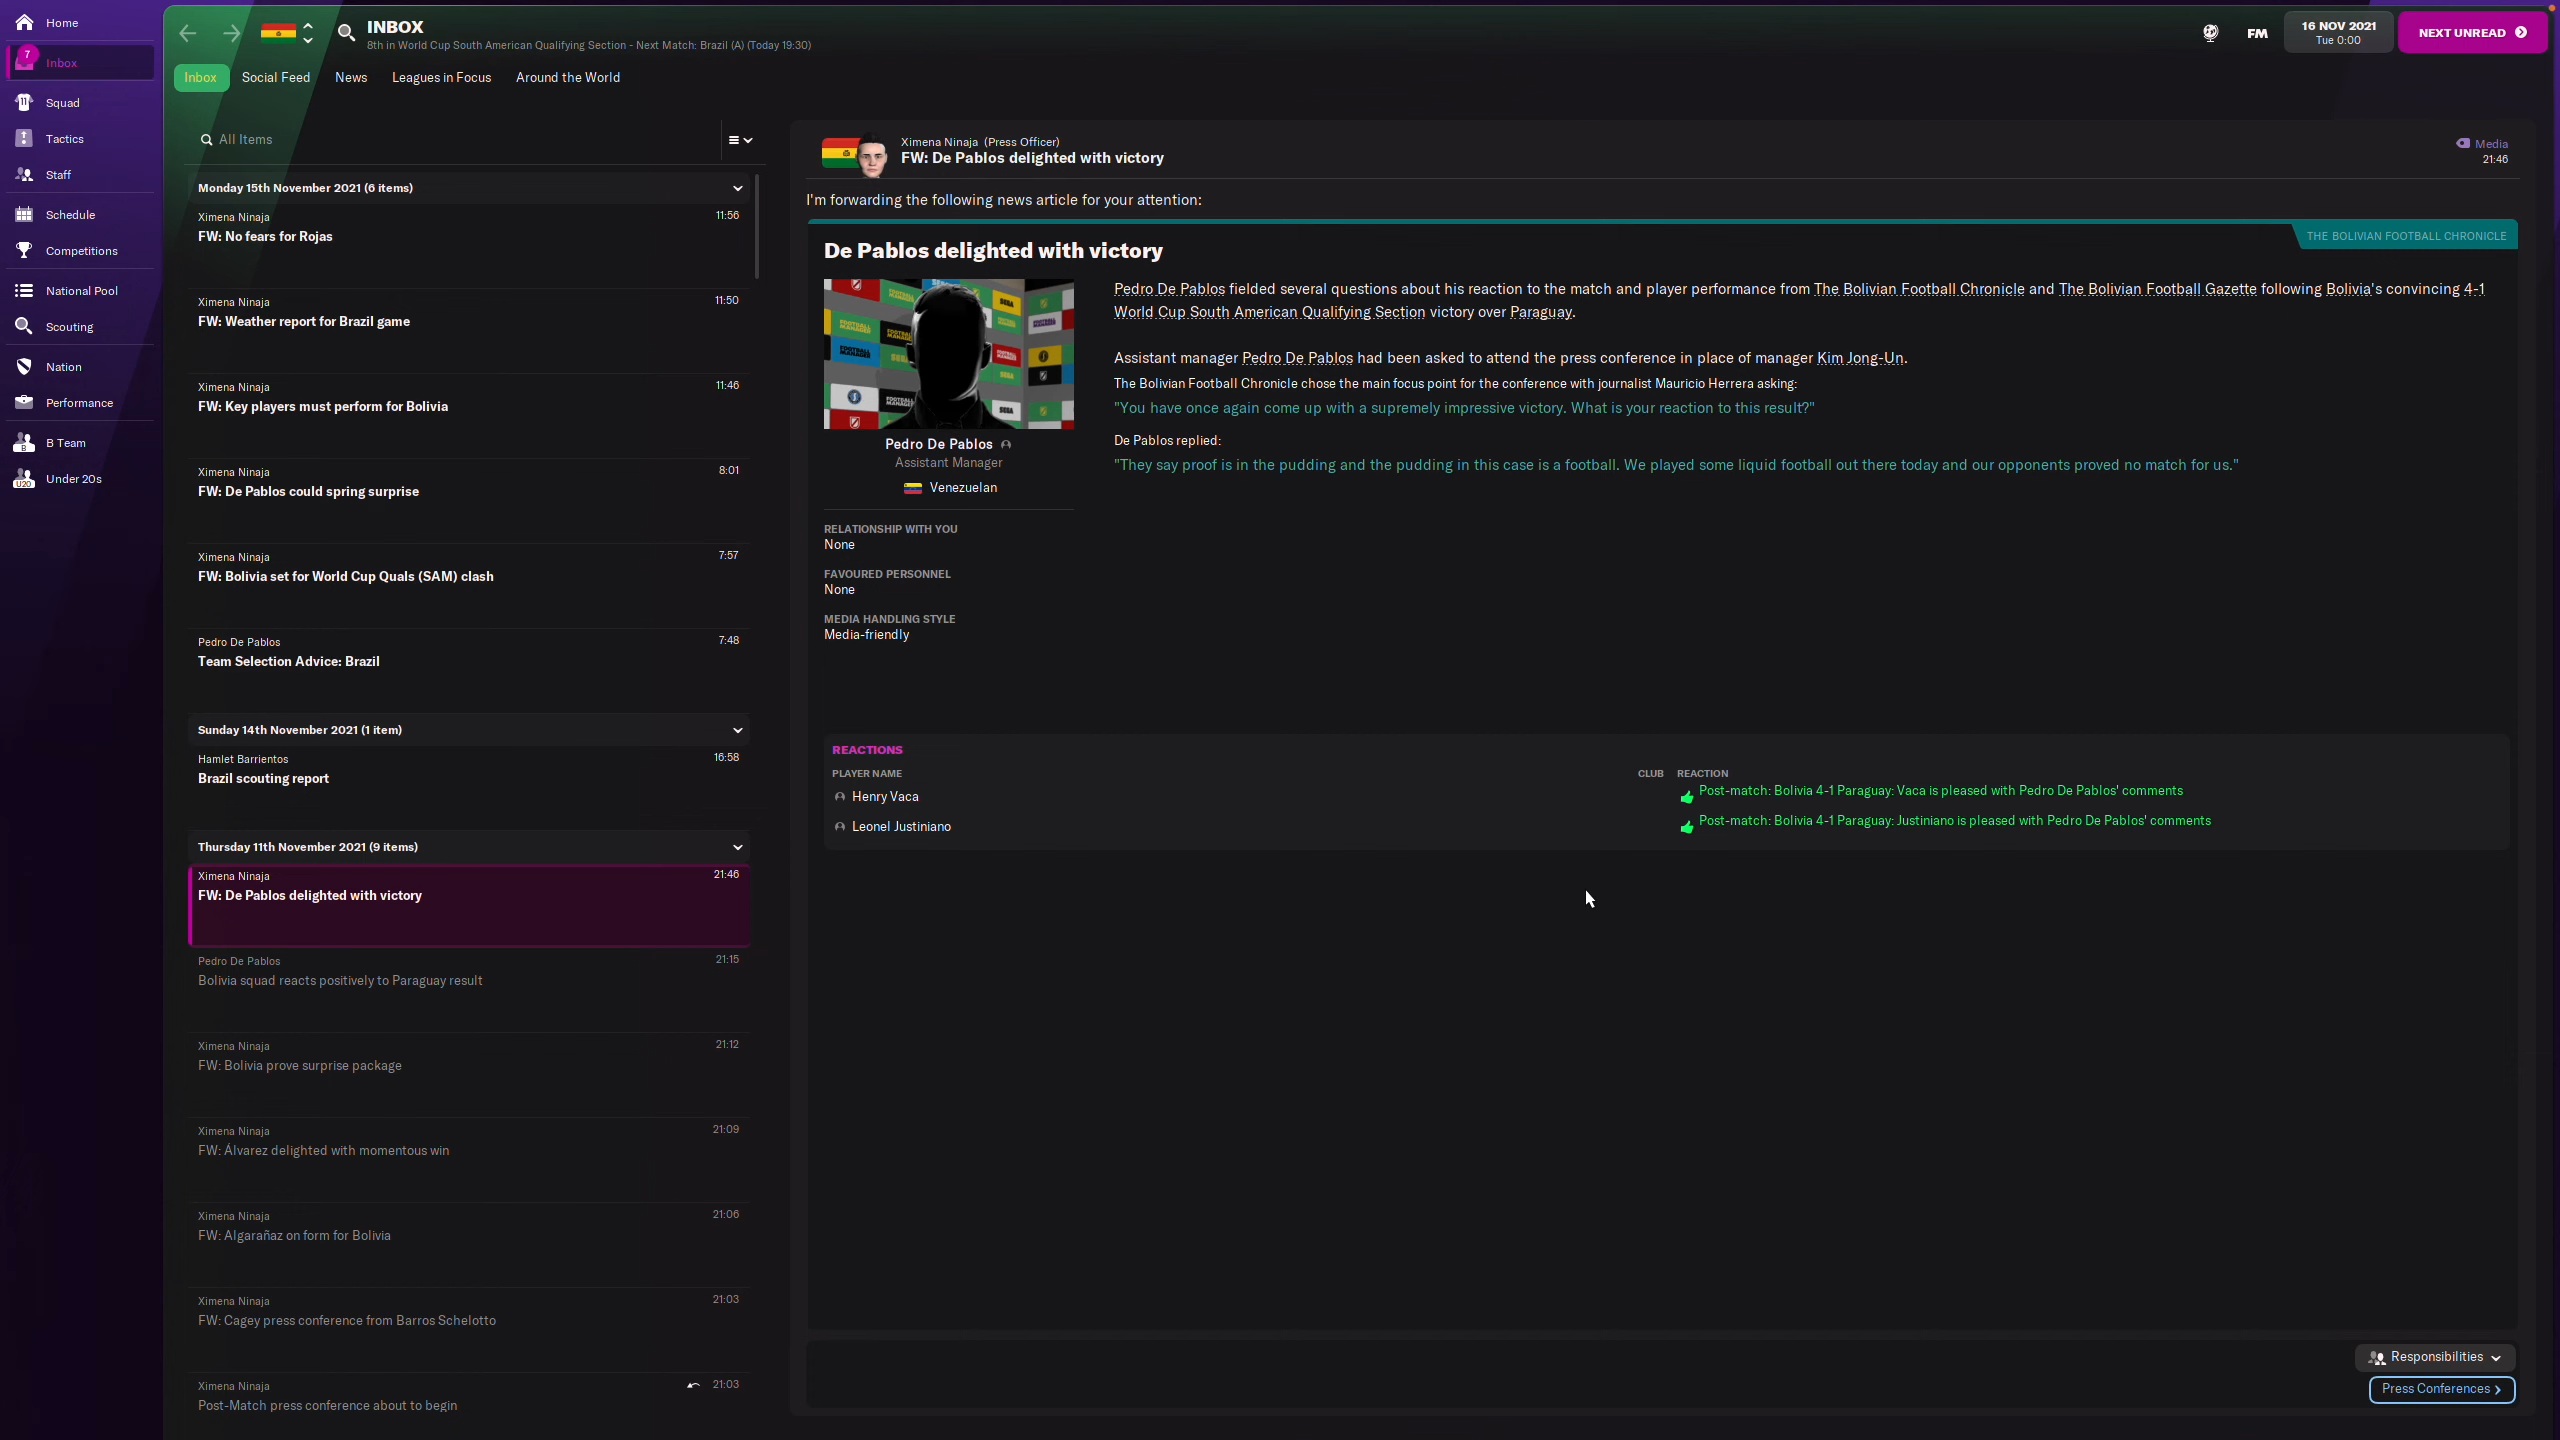 Home
7
Inbox
Squad
Tactics
Staff
Schedule
Competitions
National Pool
Scouting
Nation
Performance
B Team
Under 20s
INBOX
8th in World Cup South American Qualifying Section - Next Match: Brazil (A) (Today 19:30)
FM
16 NOV 2021
Tue 0:00
NEXT UNREAD
Inbox
Social Feed
News
Leagues in Focus
Around the World
All Items
Monday 15th November 2021 (6 items)
Ximena Ninaja
11:56
FW: No fears for Rojas
Ximena Ninaja
11:50
FW: Weather report for Brazil game
Ximena Ninaja
11:46
FW: Key players must perform for Bolivia
Ximena Ninaja
8:01
FW: De Pablos could spring surprise
Ximena Ninaja
7:57
FW: Bolivia set for World Cup Quals (SAM) clash
Pedro De Pablos
7:48
Team Selection Advice: Brazil
Sunday 14th November 2021 (1 item)
Hamlet Barrientos
16:58
Brazil scouting report
Thursday 11th November 2021 (9 items)
Ximena Ninaja
21:46
FW: De Pablos delighted with victory
Pedro De Pablos
21:15
Bolivia squad reacts positively to Paraguay result
Ximena Ninaja
21:12
FW: Bolivia prove surprise package
Ximena Ninaja
21:09
FW: Álvarez delighted with momentous win
Ximena Ninaja
21:06
FW: Algarañaz on form for Bolivia
Ximena Ninaja
21:03
FW: Cagey press conference from Barros Schelotto
Ximena Ninaja
21:03
Post-Match press conference about to begin
Ximena Ninaja (Press Officer)
FW: De Pablos delighted with victory
Media
21:46
I'm forwarding the following news article for your attention:
THE BOLIVIAN FOOTBALL CHRONICLE
De Pablos delighted with victory
Pedro De Pablos
Assistant Manager
Venezuelan
RELATIONSHIP WITH YOU
None
FAVOURED PERSONNEL
None
MEDIA HANDLING STYLE
Media-friendly
Pedro De Pablos fielded several questions about his reaction to the match and player performance from The Bolivian Football Chronicle and The Bolivian Football Gazette following Bolivia's convincing 4-1
World Cup South American Qualifying Section victory over Paraguay.
Assistant manager Pedro De Pablos had been asked to attend the press conference in place of manager Kim Jong-Un.
The Bolivian Football Chronicle chose the main focus point for the conference with journalist Mauricio Herrera asking:
"You have once again come up with a supremely impressive victory. What is your reaction to this result?"
De Pablos replied:
"They say proof is in the pudding and the pudding in this case is a football. We played some liquid football out there today and our opponents proved no match for us."
REACTIONS
PLAYER NAME
CLUB
REACTION
Henry Vaca
Post-match: Bolivia 4-1 Paraguay: Vaca is pleased with Pedro De Pablos' comments
Leonel Justiniano
Post-match: Bolivia 4-1 Paraguay: Justiniano is pleased with Pedro De Pablos' comments
Responsibilities
Press Conferences